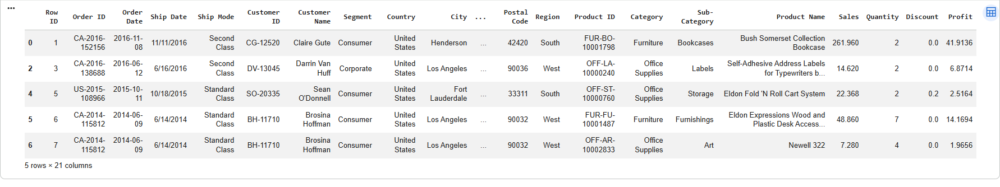 ...
Row ID Order ID Order Date Ship Date Ship Mode Customer ID Customer Name Segment Country City ... Postal Code Region Product ID Category Sub-Category Product Name Sales Quantity Discount Profit
0 1 CA-2016-152156 2016-11-08 11/11/2016 Second Class CG-12520 Claire Gute Consumer United States Henderson ... 42420 South FUR-BO-10001798 Furniture Bookcases Bush Somerset Collection Bookcase 261.960 2 0.0 41.9136
2 3 CA-2016-138688 2016-06-12 6/16/2016 Second Class DV-13045 Darrin Van Huff Corporate United States Los Angeles ... 90036 West OFF-LA-10000240 Office Supplies Labels Self-Adhesive Address Labels for Typewriters b... 14.620 2 0.0 6.8714
4 5 US-2015-108966 2015-10-11 10/18/2015 Standard Class SO-20335 Sean O'Donnell Consumer United States Fort Lauderdale ... 33311 South OFF-ST-10000760 Office Supplies Storage Eldon Fold 'N Roll Cart System 22.368 2 0.2 2.5164
5 6 CA-2014-115812 2014-06-09 6/14/2014 Standard Class BH-11710 Brosina Hoffman Consumer United States Los Angeles ... 90032 West FUR-FU-10001487 Furniture Furnishings Eldon Expressions Wood and Plastic Desk Access... 48.860 7 0.0 14.1694
6 7 CA-2014-115812 2014-06-09 6/14/2014 Standard Class BH-11710 Brosina Hoffman Consumer United States Los Angeles ... 90032 West OFF-AR-10002833 Office Supplies Art Newell 322 7.280 4 0.0 1.9656
5 rows × 21 columns